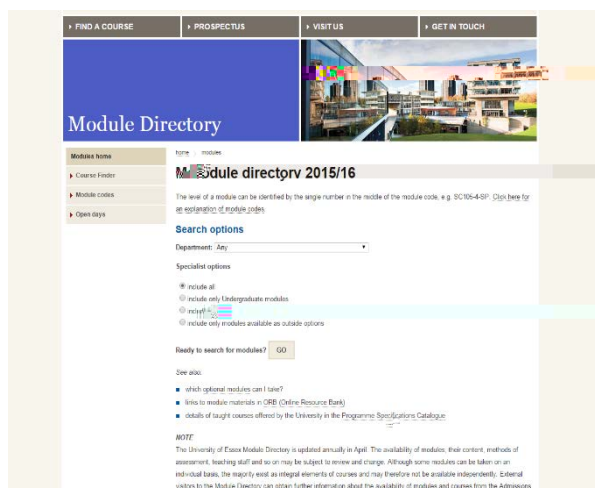 FIND A COURSE
PROSPECTUS
VISIT US
GET IN TOUCH
Module Directory
home modules
Modules home
Course Finder
Module codes
Open days
Module directory 2015/16
The level of a module can be identified by the single number in the middle of the module code, e.g. SC105-4-SP. Click here for
an explanation of module codes.
Search options
Department: Any
Specialist options
include all
include only Undergraduate modules
include only modules available as outside options
Ready to search for modules? GO
See also:
which optional modules can I take?
links to module materials in ORB (Online Resource Bank)
details of taught courses offered by the University in the Programme Specifications Catalogue
NOTE
The University of Essex Module Directory is updated annually in April. The availability of modules, their content, methods of
assessment, teaching staff and so on may be subject to review and change. Although some modules can be taken on an
individual basis, the majority exist as integral elements of courses and may therefore not be available independently. External
visitors to the Module Directory can obtain further information about the availability of modules and courses from the Admissions